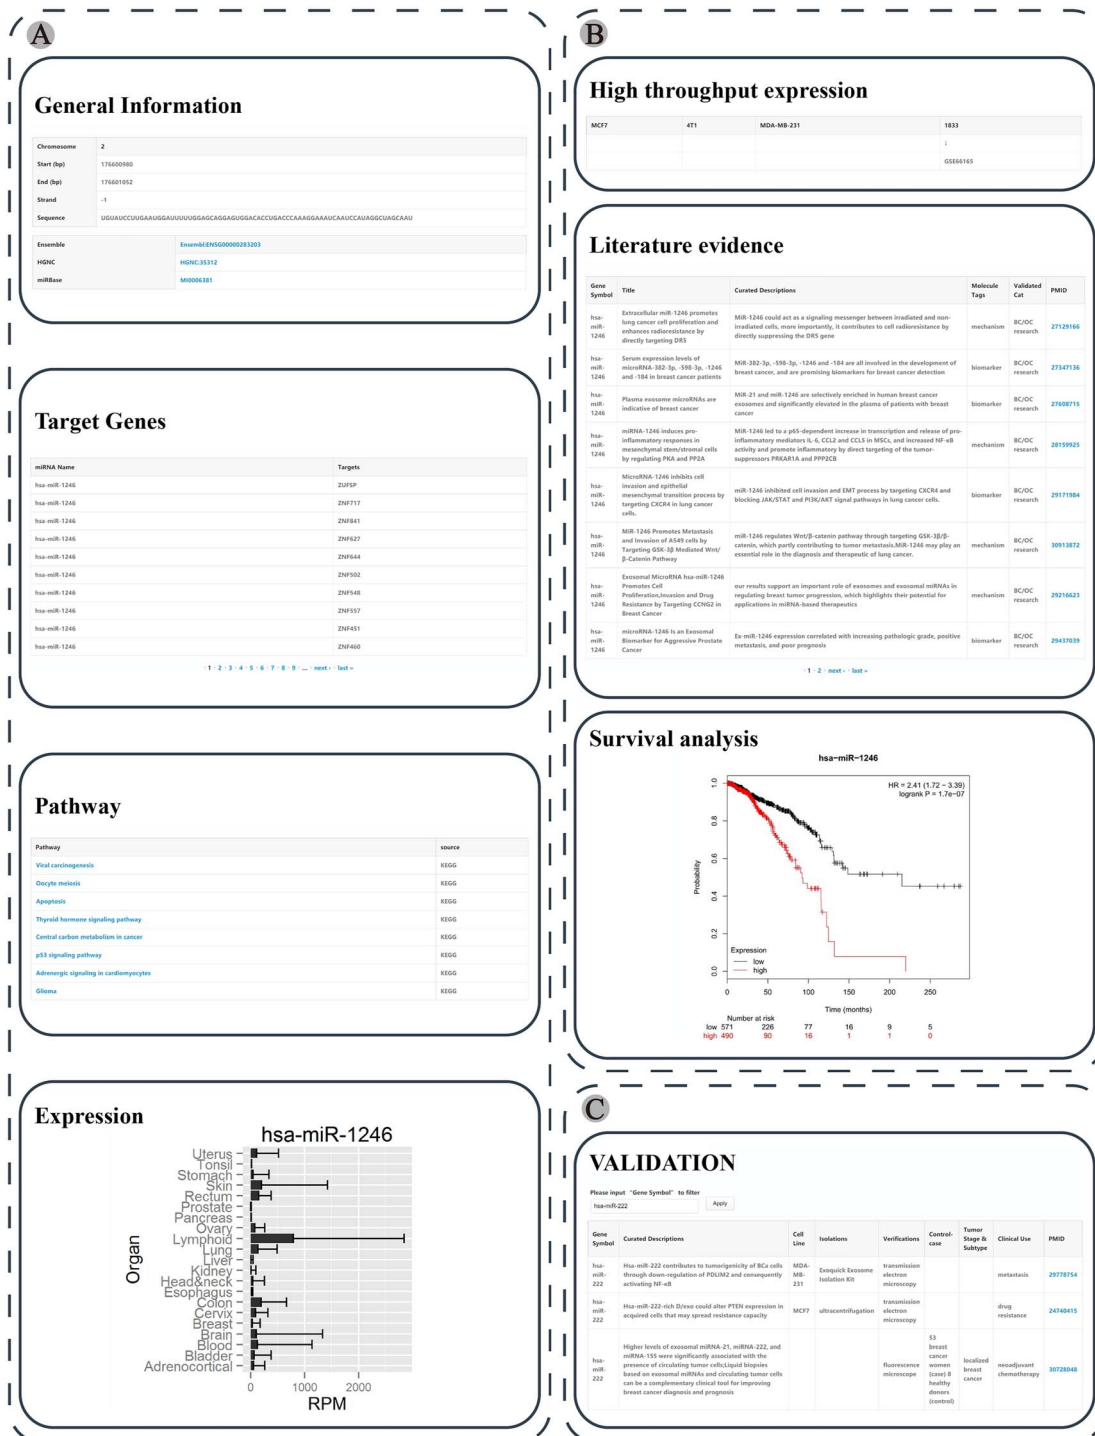 A
General Information
Chromosome 2
Start (bp) 176600980
End (bp) 176601052
Strand -1
Sequence UGUAUCCUUGAAUGGAUUUUUGGAGCAGGAGUGGACACCUGACCCAAAGGAAAUCAAUCCAUAGGCUAGCAAU
Ensemble Ensembl:ENSG00000283203
HGNC HGNC:35312
miRBase MI0006381
Target Genes
miRNA Name Targets
hsa-miR-1246 ZUFSP
hsa-miR-1246 ZNF717
hsa-miR-1246 ZNF841
hsa-miR-1246 ZNF627
hsa-miR-1246 ZNF644
hsa-miR-1246 ZNF502
hsa-miR-1246 ZNF548
hsa-miR-1246 ZNF557
hsa-miR-1246 ZNF451
hsa-miR-1246 ZNF460
· 1 · 2 · 3 · 4 · 5 · 6 · 7 · 8 · 9 · ... · next › · last »
Pathway
Pathway source
Viral carcinogenesis KEGG
Oocyte meiosis KEGG
Apoptosis KEGG
Thyroid hormone signaling pathway KEGG
Central carbon metabolism in cancer KEGG
p53 signaling pathway KEGG
Adrenergic signaling in cardiomyocytes KEGG
Glioma KEGG
Expression
hsa-miR-1246
Organ
Uterus
Tonsil
Stomach
Skin
Rectum
Prostate
Pancreas
Ovary
Lymphoid
Lung
Liver
Kidney
Head&neck
Esophagus
Colon
Cervix
Breast
Brain
Blood
Bladder
Adrenocortical
0 1000 2000
RPM
B
High throughput expression
MCF7 4T1 MDA-MB-231 1833
↓
GSE66165
Literature evidence
Gene Symbol Title Curated Descriptions Molecule Tags Validated Cat PMID
hsa-miR-1246 Extracellular miR-1246 promotes lung cancer cell proliferation and enhances radioresistance by directly targeting DR5 MiR-1246 could act as a signaling messenger between irradiated and non-irradiated cells, more importantly, it contributes to cell radioresistance by directly suppressing the DR5 gene mechanism BC/OC research 27129166
hsa-miR-1246 Serum expression levels of microRNA-382-3p, -598-3p, -1246 and -184 in breast cancer patients MiR-382-3p, -598-3p, -1246 and -184 are all involved in the development of breast cancer, and are promising biomarkers for breast cancer detection biomarker BC/OC research 27347136
hsa-miR-1246 Plasma exosome microRNAs are indicative of breast cancer MiR-21 and miR-1246 are selectively enriched in human breast cancer exosomes and significantly elevated in the plasma of patients with breast cancer biomarker BC/OC research 27608715
hsa-miR-1246 miRNA-1246 induces pro-inflammatory responses in mesenchymal stem/stromal cells by regulating PKA and PP2A MiR-1246 led to a p65-dependent increase in transcription and release of pro-inflammatory mediators IL-6, CCL2 and CCL5 in MSCs, and increased NF-κB activity and promote inflammatory by direct targeting of the tumor-suppressors PRKAR1A and PPP2CB mechanism BC/OC research 28159925
hsa-miR-1246 MicroRNA-1246 inhibits cell invasion and epithelial mesenchymal transition process by targeting CXCR4 in lung cancer cells. miR-1246 inhibited cell invasion and EMT process by targeting CXCR4 and blocking JAK/STAT and PI3K/AKT signal pathways in lung cancer cells. biomarker BC/OC research 29171984
hsa-miR-1246 MiR-1246 Promotes Metastasis and Invasion of A549 cells by Targeting GSK-3β Mediated Wnt/β-Catenin Pathway miR-1246 regulates Wnt/β-catenin pathway through targeting GSK-3β/β-catenin, which partly contributing to tumor metastasis.MiR-1246 may play an essential role in the diagnosis and therapeutic of lung cancer. mechanism BC/OC research 30913872
hsa-miR-1246 Exosomal MicroRNA hsa-miR-1246 Promotes Cell Proliferation,Invasion and Drug Resistance by Targeting CCNG2 in Breast Cancer our results support an important role of exosomes and exosomal miRNAs in regulating breast tumor progression, which highlights their potential for applications in miRNA-based therapeutics mechanism BC/OC research 29216623
hsa-miR-1246 microRNA-1246 Is an Exosomal Biomarker for Aggressive Prostate Cancer Ex-miR-1246 expression correlated with increasing pathologic grade, positive metastasis, and poor prognosis biomarker BC/OC research 29437039
· 1 · 2 · next › · last »
Survival analysis
hsa−miR−1246
HR = 2.41 (1.72 − 3.39)
logrank P = 1.7e−07
Probability
1.0
0.8
0.6
0.4
0.2
0.0
Expression
low
high
0 50 100 150 200 250
Time (months)
Number at risk
low 571 226 77 16 9 5
high 490 90 16 1 1 0
C
VALIDATION
Please input "Gene Symbol" to filter
hsa-miR-222 Apply
Gene Symbol Curated Descriptions Cell Line Isolations Verifications Control-case Tumor Stage & Subtype Clinical Use PMID
hsa-miR-222 Hsa-miR-222 contributes to tumorigenicity of BCa cells through down-regulation of PDLIM2 and consequently activating NF-κB MDA-MB-231 Exoquick Exosome Isolation Kit transmission electron microscopy metastasis 29778754
hsa-miR-222 Hsa-miR-222-rich D/exo could alter PTEN expression in acquired cells that may spread resistance capacity MCF7 ultracentrifugation transmission electron microscopy drug resistance 24740415
hsa-miR-222 Higher levels of exosomal miRNA-21, miRNA-222, and miRNA-155 were significantly associated with the presence of circulating tumor cells;Liquid biopsies based on exosomal miRNAs and circulating tumor cells can be a complementary clinical tool for improving breast cancer diagnosis and prognosis fluorescence microscope 53 breast cancer women (case) 8 healthy donors (control) localized breast cancer neoadjuvant chemotherapy 30728048